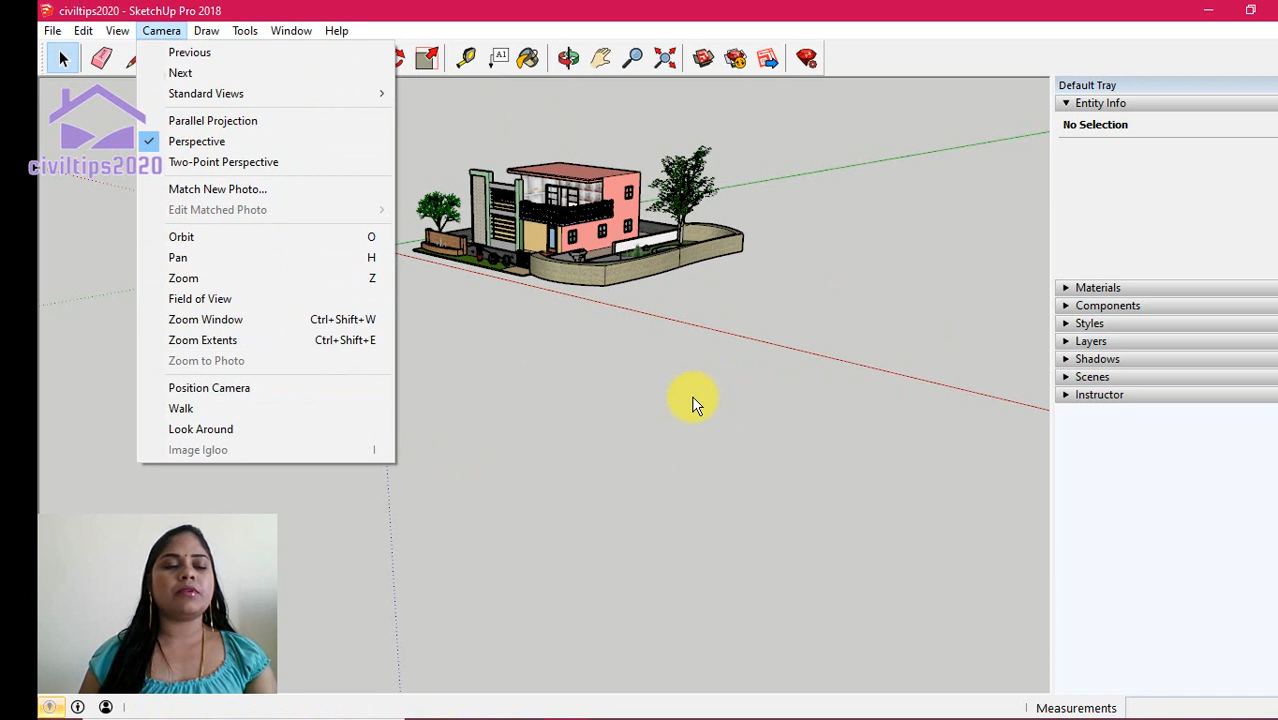 civiltips2020 - SketchUp Pro 2018
File Edit View Camera Draw Tools Window Help
Previous
Next
Standard Views
Parallel Projection
Perspective
Two-Point Perspective
Match New Photo...
Edit Matched Photo
Orbit O
Pan H
Zoom Z
Field of View
Zoom Window Ctrl+Shift+W
Zoom Extents Ctrl+Shift+E
Zoom to Photo
Position Camera
Walk
Look Around
Image Igloo I
civiltips2020
A1
Default Tray
Entity Info
No Selection
Materials
Components
Styles
Layers
Shadows
Scenes
Instructor
Measurements